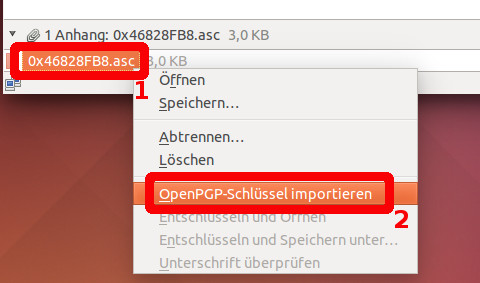 1 Anhang: 0x46828FB8.asc 3,0 KB
0x46828FB8.asc 3,0 KB
1
Öffnen
Speichern…
Abtrennen…
Löschen
OpenPGP-Schlüssel importieren
2
Entschlüsseln und Öffnen
Entschlüsseln und Speichern unter…
Unterschrift überprüfen